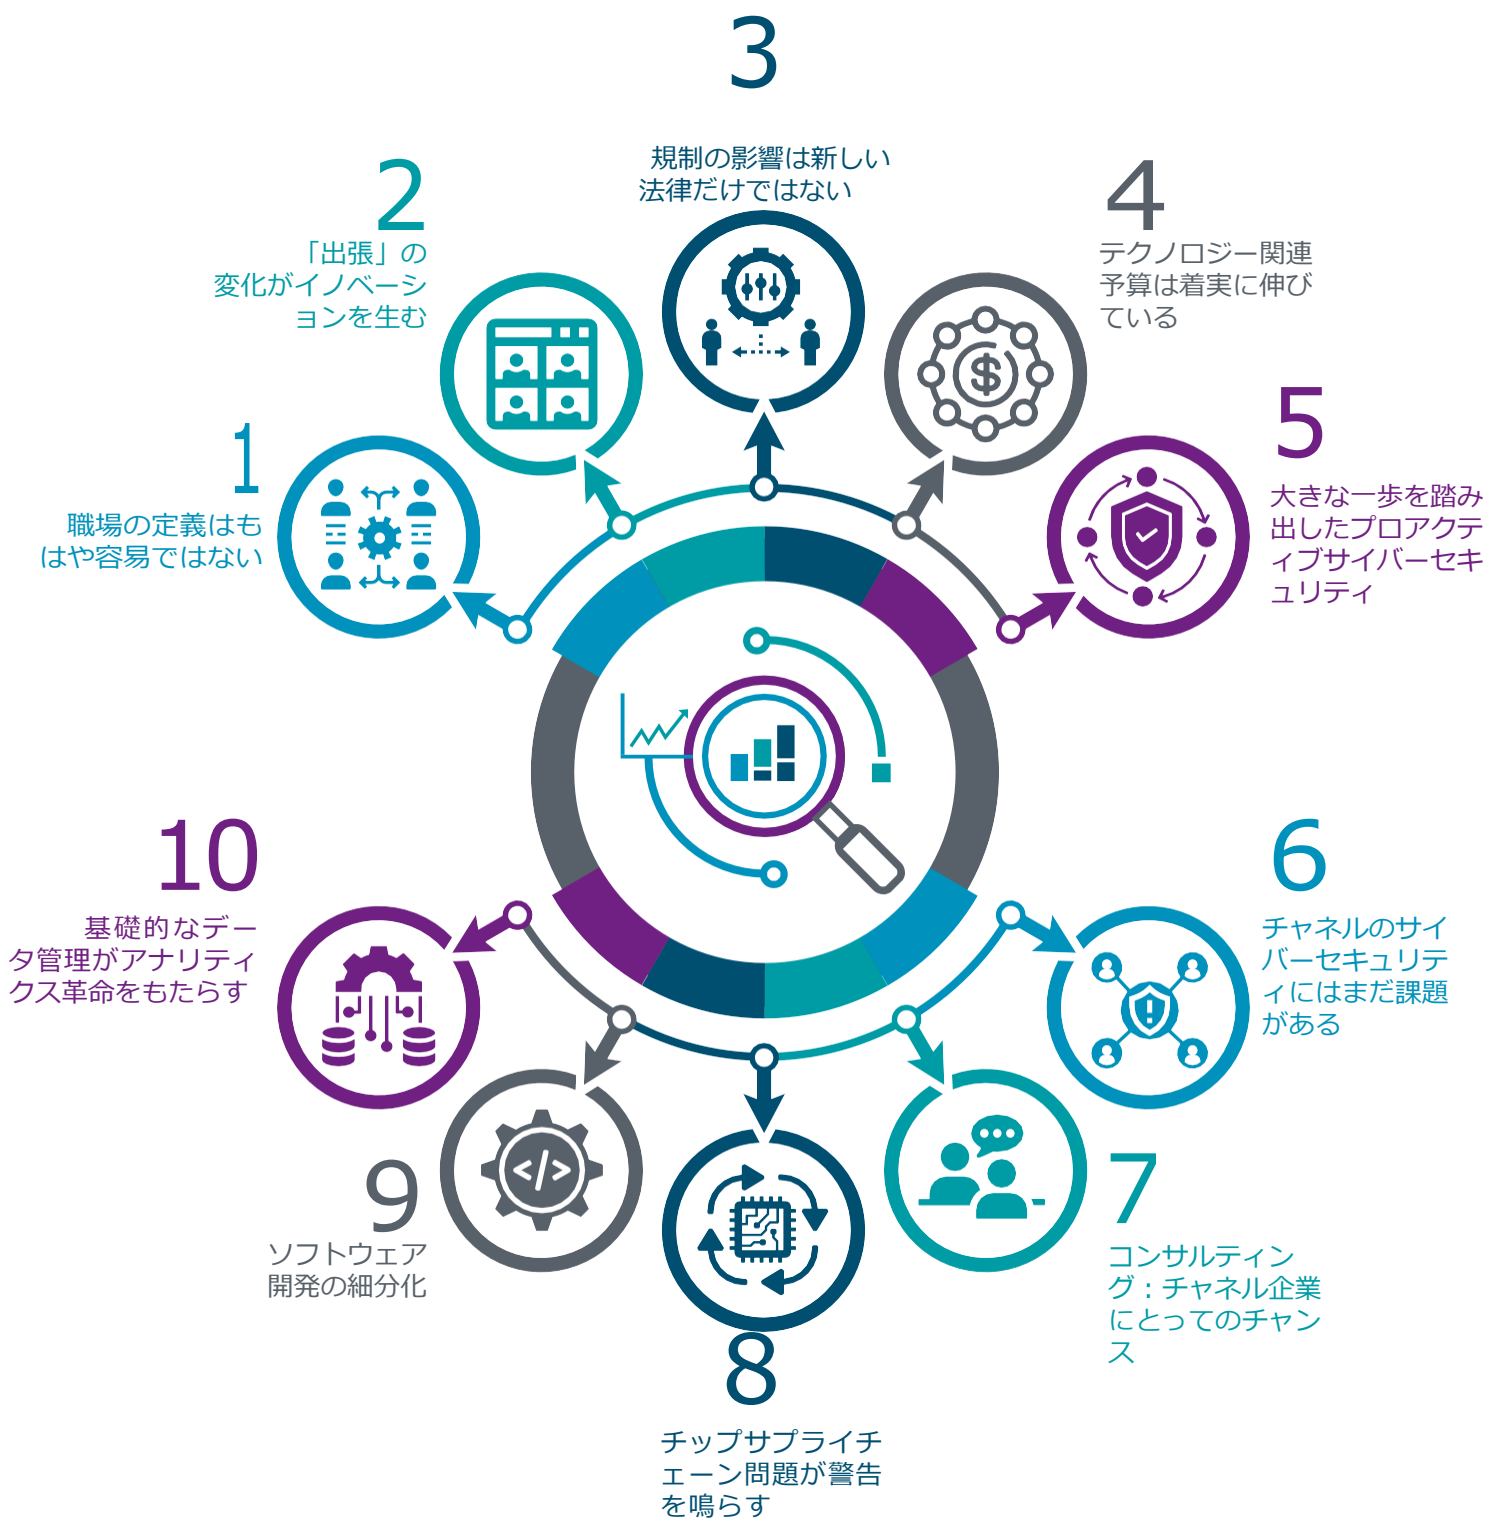 1
職場の定義はも
はや容易ではない
2
「出張」の
変化がイノベーシ
ョンを生む
3
規制の影響は新しい
法律だけではない
4
テクノロジー関連
予算は着実に伸び
ている
5
大きな一歩を踏み
出したプロアクテ
ィブサイバーセキ
ュリティ
6
チャネルのサイ
バーセキュリテ
ィにはまだ課題
がある
7
コンサルティン
グ：チャネル企業
にとってのチャン
ス
8
チップサプライチ
ェーン問題が警告
を鳴らす
9
ソフトウェア
開発の細分化
10
基礎的なデー
タ管理がアナリティ
クス革命をもたらす
$
</>